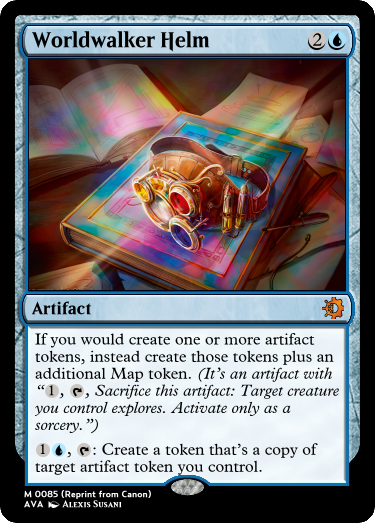 Worldwalker Helm 2
Artifact
If you would create one or more artifact
tokens, instead create those tokens plus an
additional Map token. (It's an artifact with
“1, , Sacrifice this artifact: Target creature
you control explores. Activate only as a
sorcery.”)
1 , : Create a token that's a copy of
target artifact token you control.
M 0085 (Reprint from Canon)
AVA Alexis Susani